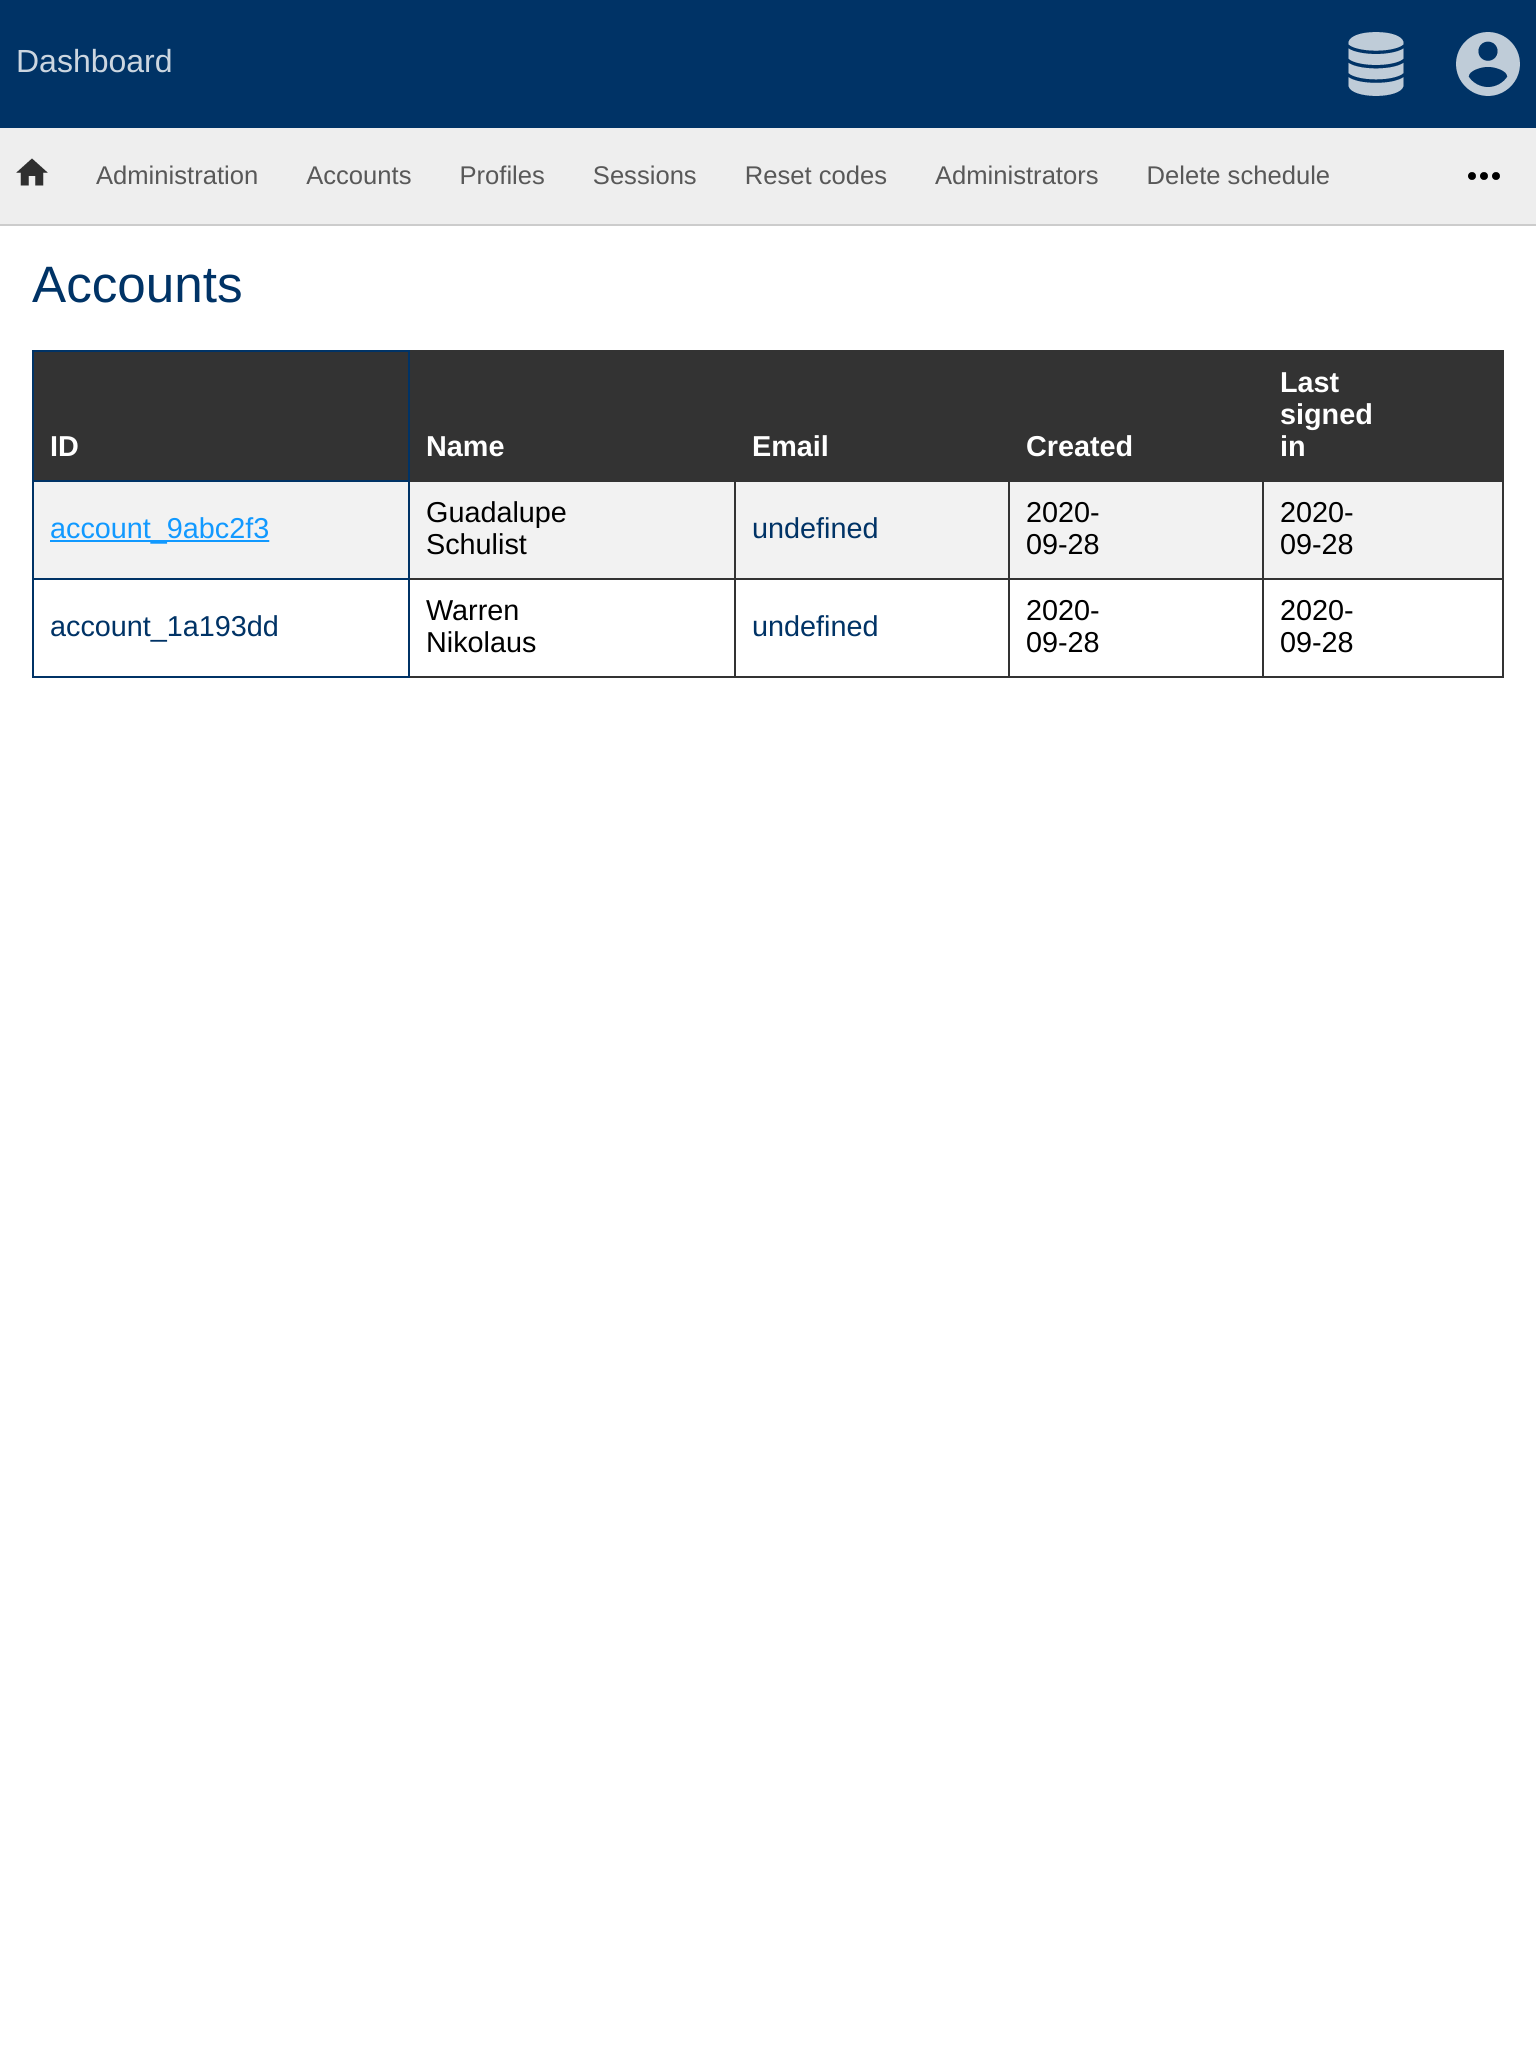 Dashboard
Administration Accounts Profiles Sessions Reset codes Administrators Delete schedule
Accounts
ID Name Email Created Last signed in
account_9abc2f3 Guadalupe Schulist undefined 2020-09-28 2020-09-28
account_1a193dd Warren Nikolaus undefined 2020-09-28 2020-09-28